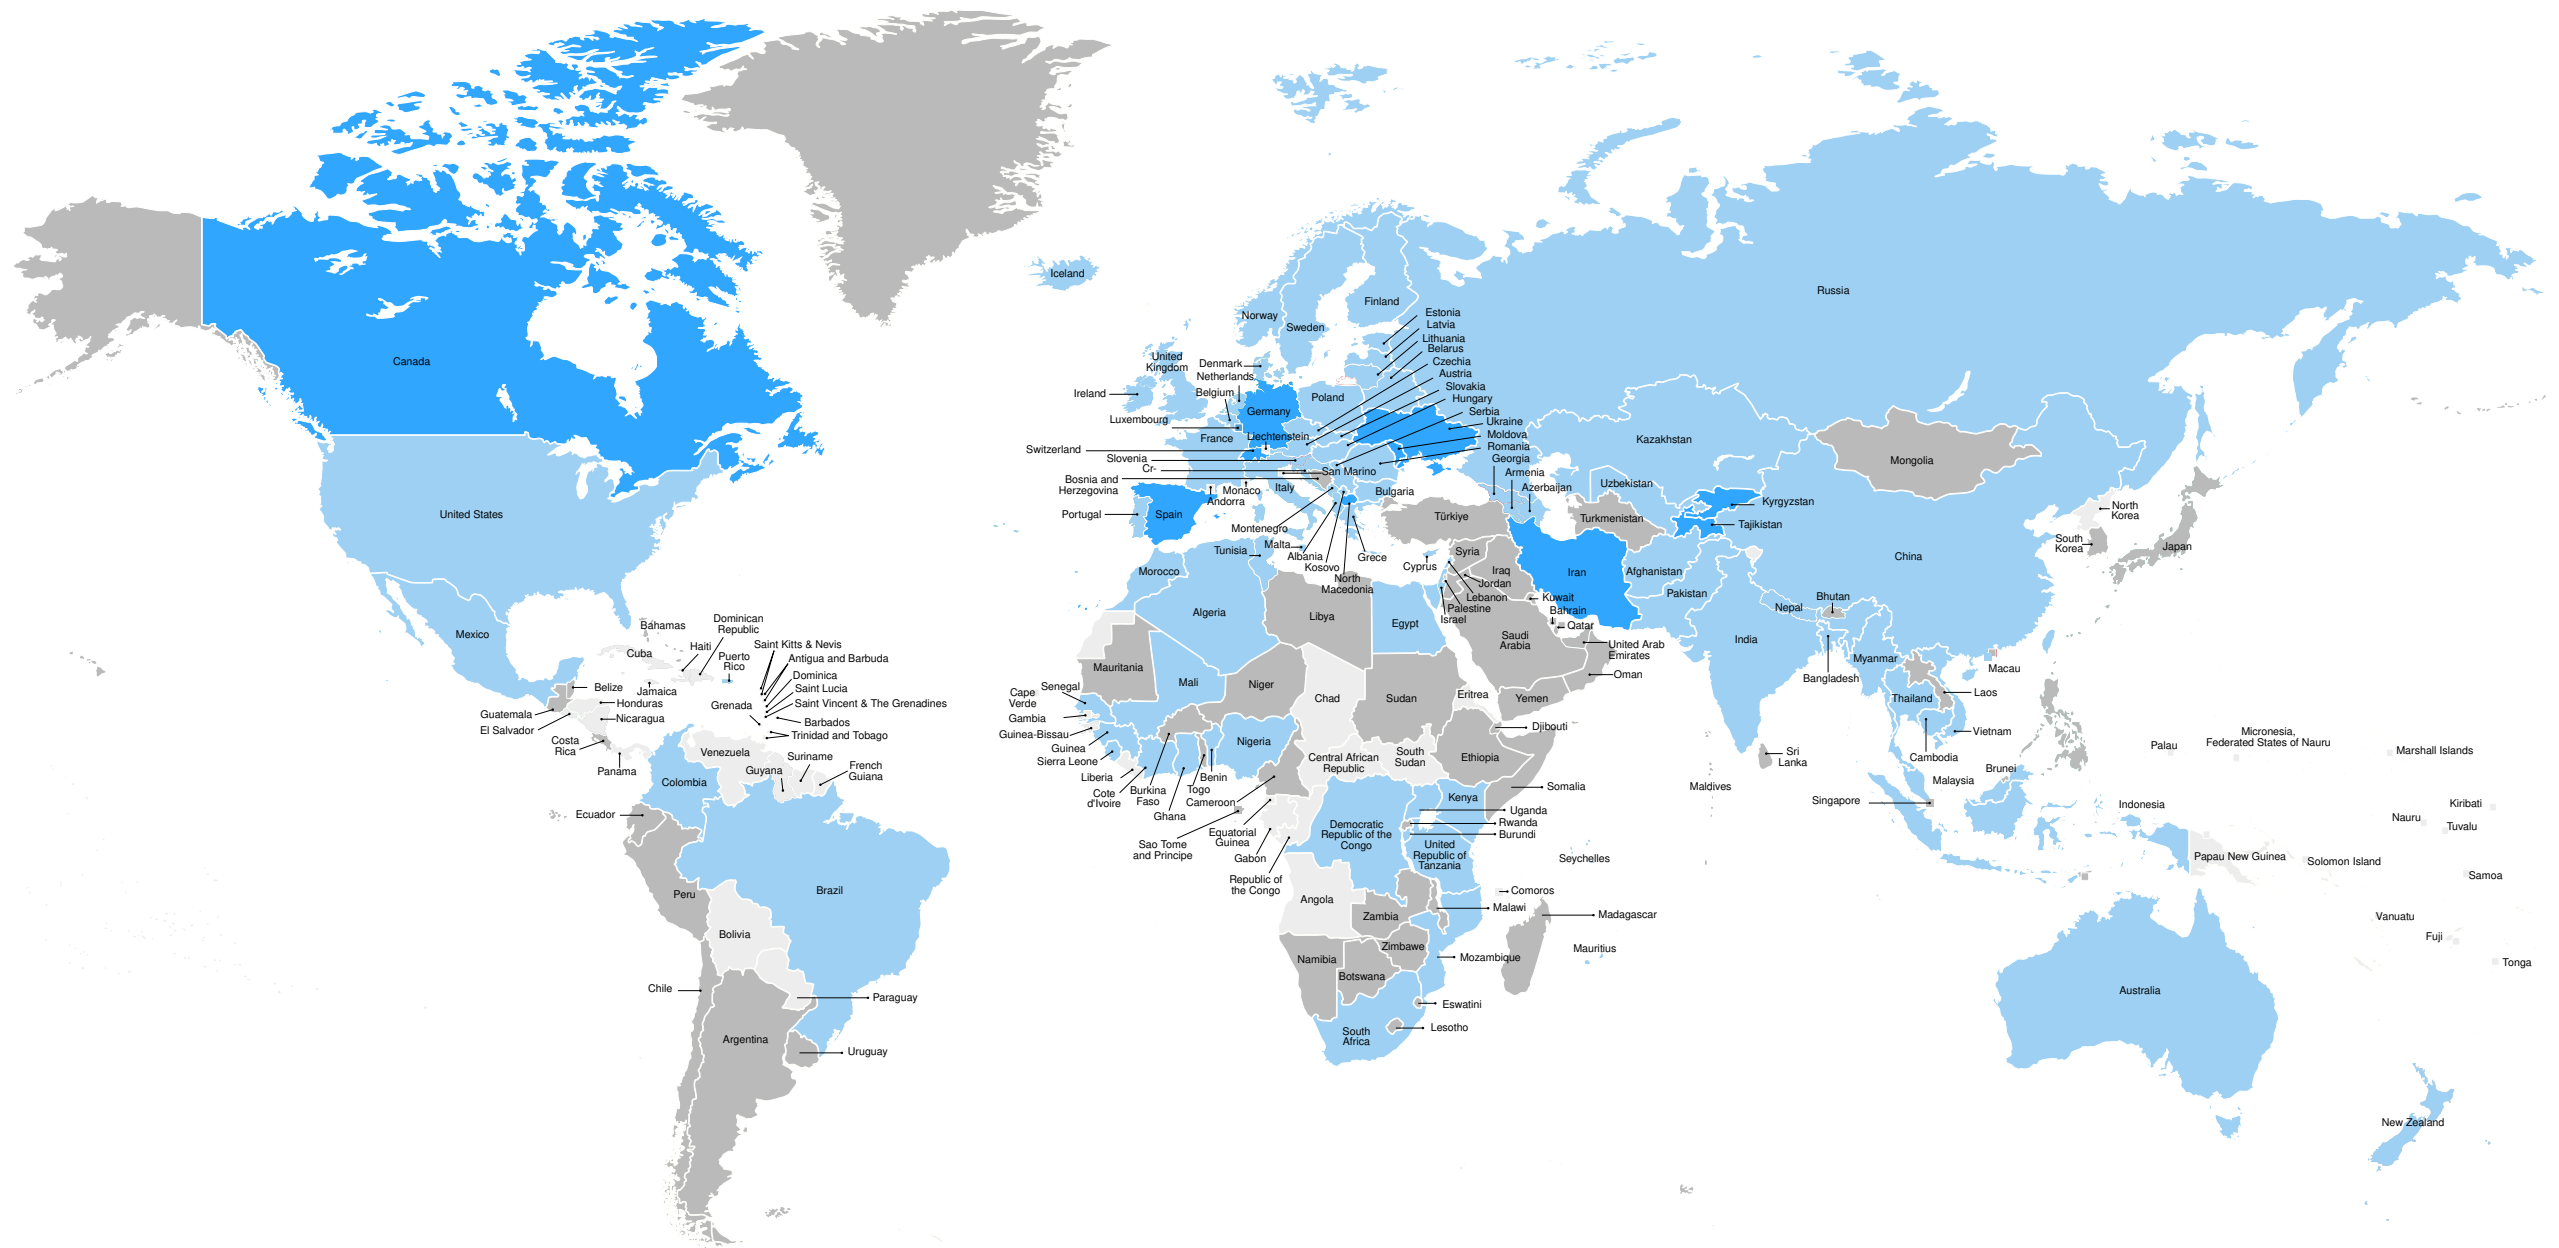 Canada
United States
Mexico
Bahamas
Cuba
Haiti
Dominican
Republic
Puerto
Rico
Saint Kitts & Nevis
Antigua and Barbuda
Dominica
Saint Lucia
Saint Vincent & The Grenadines
Grenada
Barbados
Trinidad and Tobago
Jamaica
Belize
Honduras
Nicaragua
Guatemala
El Salvador
Costa
Rica
Panama
Venezuela
Guyana
Suriname
French
Guiana
Colombia
Ecuador
Peru
Brazil
Bolivia
Chile
Paraguay
Argentina
Uruguay
Iceland
Norway
Sweden
Finland
United
Kingdom
Ireland
Denmark
Netherlands
Belgium
Luxembourg
Germany
Poland
France
Liechtenstein
Switzerland
Slovenia
Cr-
Bosnia and
Herzegovina
San Marino
Italy
Monaco
Andorra
Portugal
Spain
Estonia
Latvia
Lithuania
Belarus
Czechia
Austria
Slovakia
Hungary
Serbia
Ukraine
Moldova
Romania
Georgia
Armenia
Azerbaijan
Bulgaria
Montenegro
Albania
Kosovo
North
Macedonia
Grece
Malta
Tunisia
Cyprus
Türkiye
Syria
Iraq
Jordan
Lebanon
Palestine
Israel
Kuwait
Bahrain
Qatar
Saudi
Arabia
United Arab
Emirates
Oman
Yemen
Iran
Russia
Kazakhstan
Uzbekistan
Turkmenistan
Kyrgyzstan
Tajikistan
Afghanistan
Pakistan
India
Nepal
Bhutan
Bangladesh
Myanmar
Mongolia
China
North
Korea
South
Korea
Japan
Macau
Laos
Thailand
Vietnam
Cambodia
Malaysia
Brunei
Singapore
Indonesia
Sri
Lanka
Maldives
Morocco
Algeria
Libya
Egypt
Mauritania
Mali
Niger
Chad
Sudan
Eritrea
Djibouti
Ethiopia
Somalia
Cape
Verde
Senegal
Gambia
Guinea-Bissau
Guinea
Sierra Leone
Liberia
Cote
d'Ivoire
Burkina
Faso
Ghana
Togo
Benin
Nigeria
Cameroon
Central African
Republic
South
Sudan
Sao Tome
and Principe
Equatorial
Guinea
Gabon
Republic of
the Congo
Democratic
Republic of the
Congo
Kenya
Uganda
Rwanda
Burundi
United
Republic of
Tanzania
Seychelles
Comoros
Malawi
Madagascar
Mauritius
Angola
Zambia
Zimbawe
Mozambique
Namibia
Botswana
Eswatini
Lesotho
South
Africa
Palau
Micronesia,
Federated States of Nauru
Marshall Islands
Kiribati
Nauru
Tuvalu
Papua New Guinea
Solomon Island
Samoa
Vanuatu
Fuji
Tonga
Australia
New Zealand